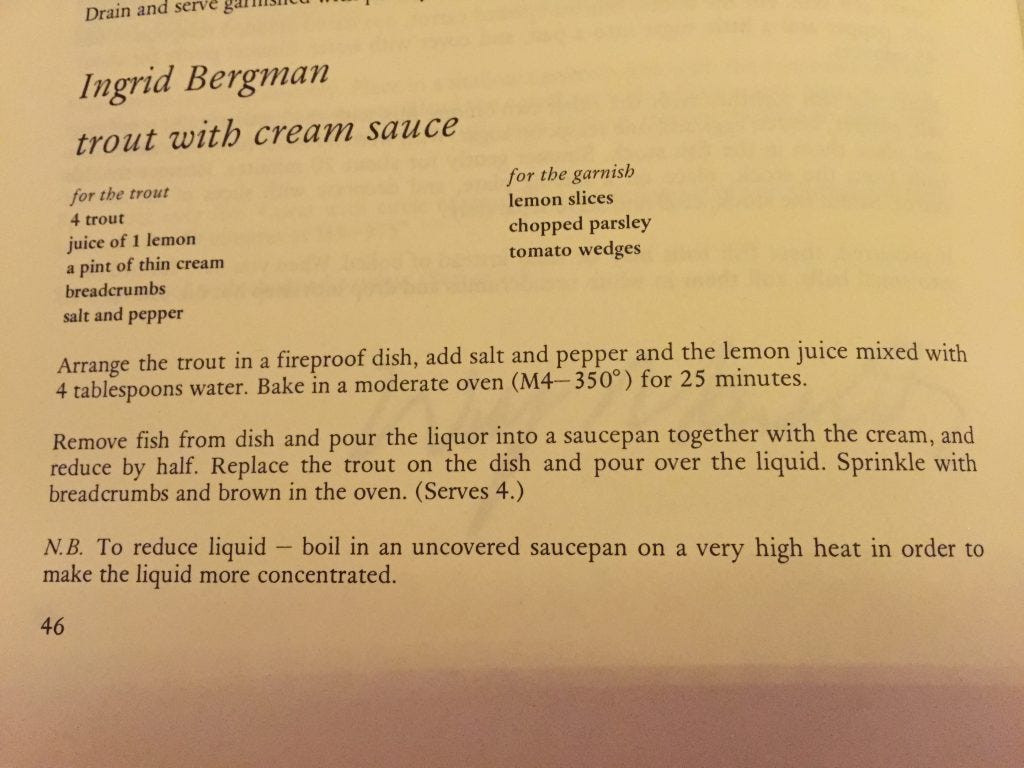 Drain and serve garnished with
Ingrid Bergman
trout with cream sauce
for the trout
4 trout
juice of 1 lemon
a pint of thin cream
breadcrumbs
salt and pepper
for the garnish
lemon slices
chopped parsley
tomato wedges
Arrange the trout in a fireproof dish, add salt and pepper and the lemon juice mixed with
4 tablespoons water. Bake in a moderate oven (M4—350°) for 25 minutes.
Remove fish from dish and pour the liquor into a saucepan together with the cream, and
reduce by half. Replace the trout on the dish and pour over the liquid. Sprinkle with
breadcrumbs and brown in the oven. (Serves 4.)
N.B. To reduce liquid — boil in an uncovered saucepan on a very high heat in order to
make the liquid more concentrated.
46